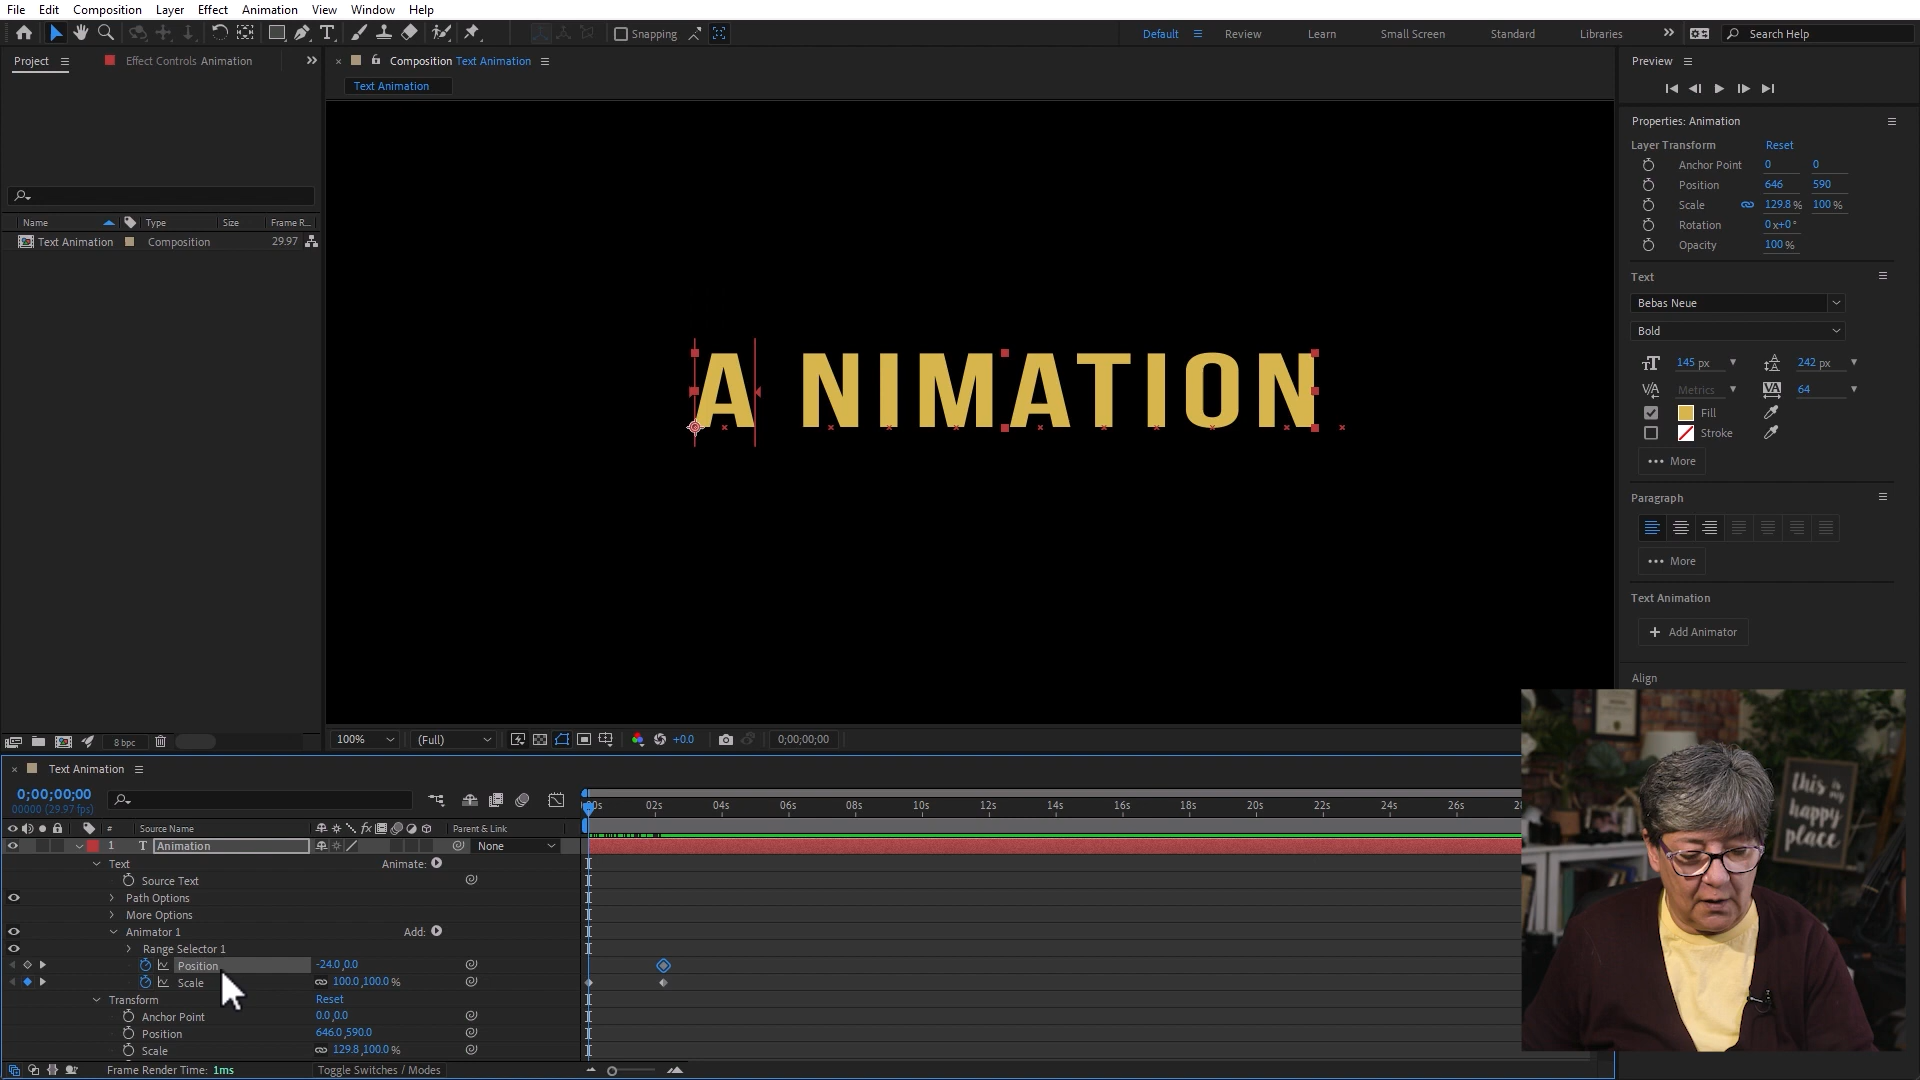 File Edit Composition Layer Effect Animation View Window Help
Snapping
Default Review Learn Small Screen Standard Libraries Search Help
Project Effect Controls Animation
Composition Text Animation
Text Animation
Preview
Properties: Animation
Layer Transform Reset
Anchor Point 0 0
Position 646 590
Scale 129.8 % 100 %
Rotation 0x+0°
Opacity 100 %
Text
Bebas Neue
Bold
145 px 242 px
Metrics 64
Fill
Stroke
More
Paragraph
More
Text Animation
Add Animator
Align
Name Type Size Frame R...
Text Animation Composition 29.97
A NIMATION
8 bpc
100% (Full) +0.0 0;00;00;00
Text Animation
0;00;00;00
00000 (29.97 fps)
00s 02s 04s 06s 08s 10s 12s 14s 16s 18s 20s 22s 24s 26s
# Source Name Parent & Link
1 T Animation None
Text Animate:
Source Text
Path Options
More Options
Animator 1 Add:
Range Selector 1
Position -24.0,0.0
Scale 100.0,100.0 %
Transform Reset
Anchor Point 0.0,0.0
Position 646.0,590.0
Scale 129.8,100.0 %
Frame Render Time: 1ms Toggle Switches / Modes
this is my
happy
place